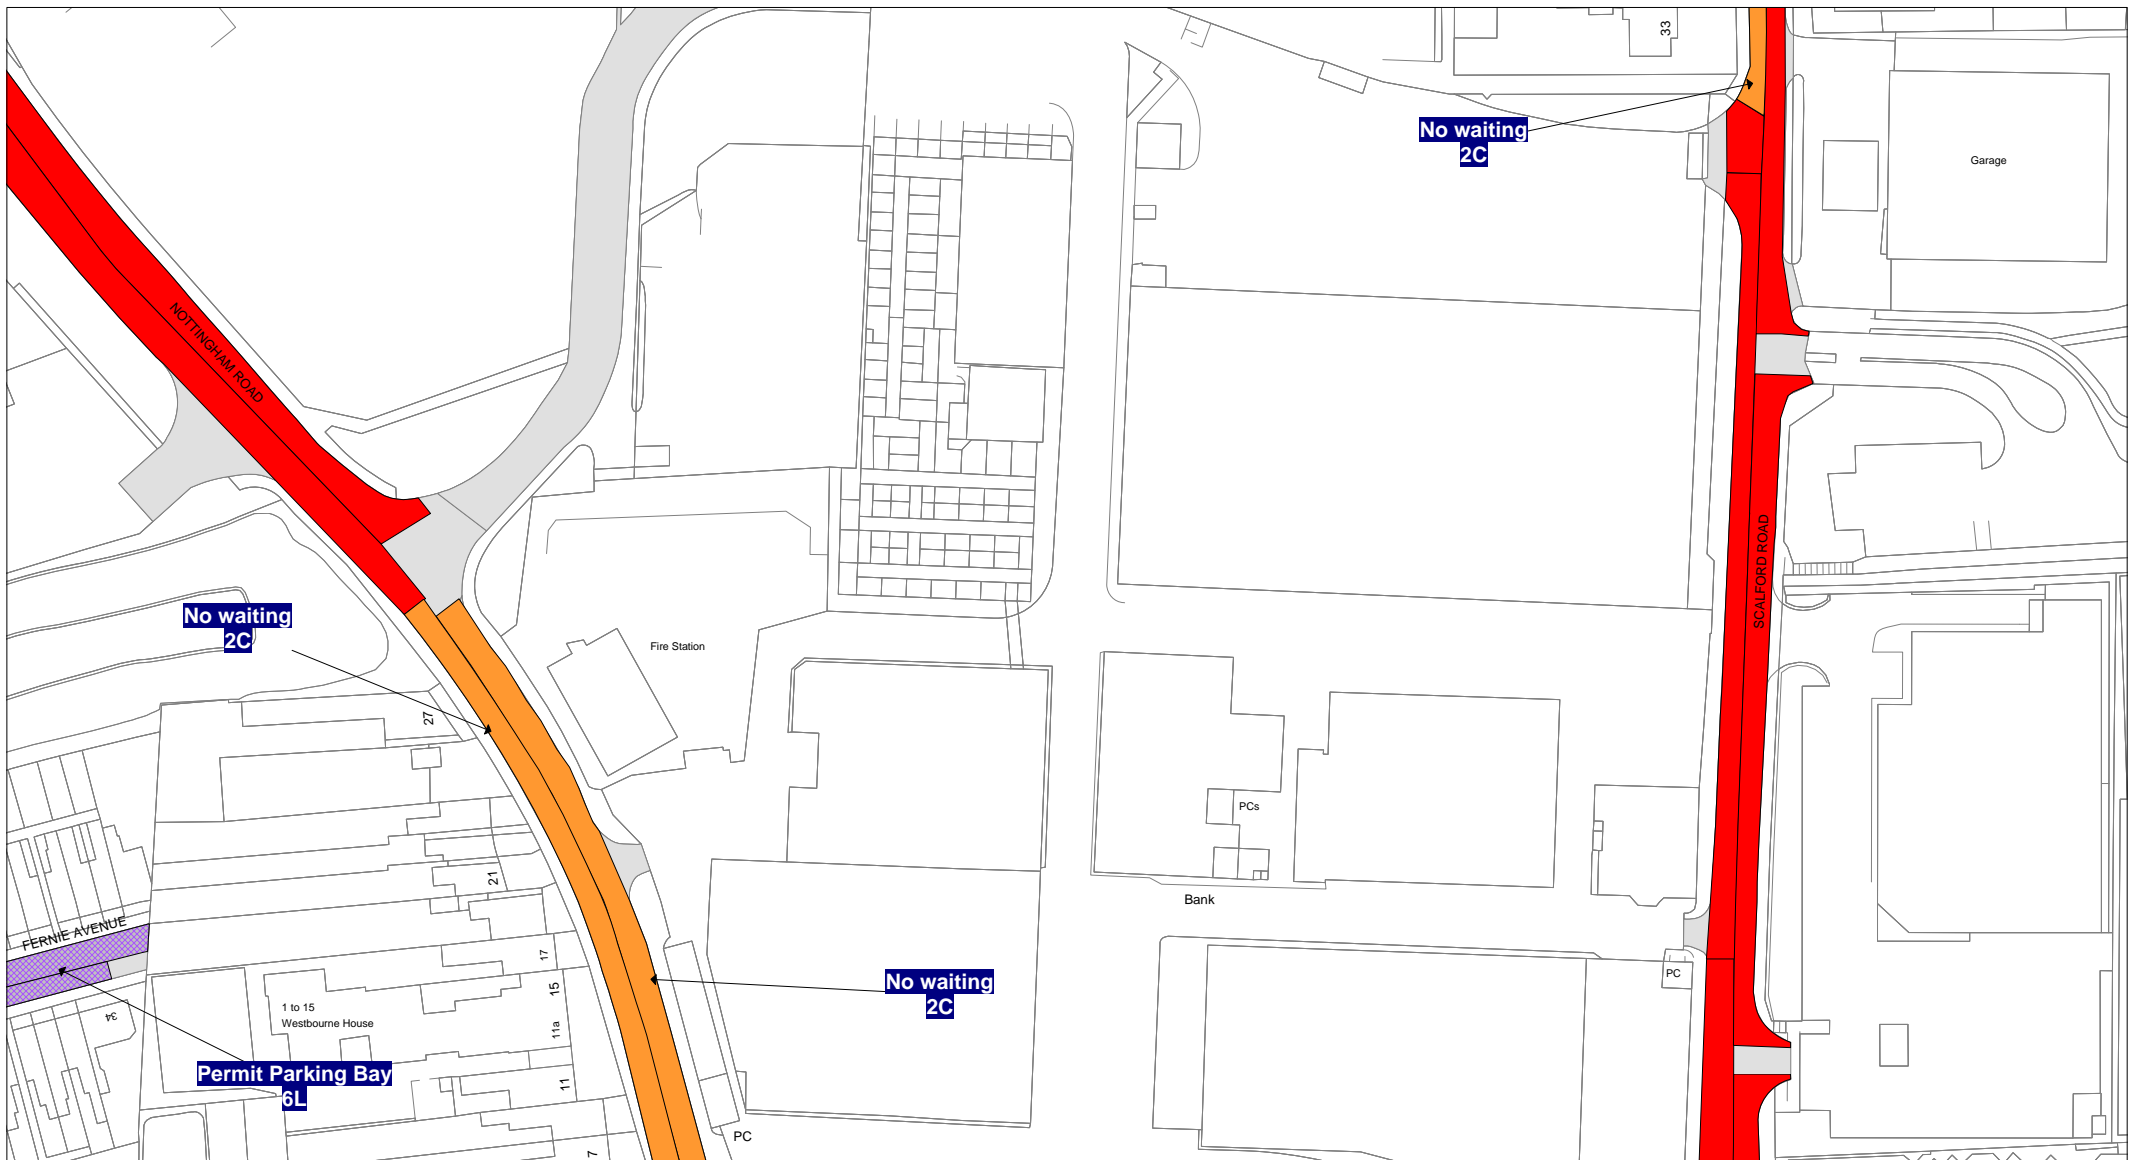 33
No waiting
2C
Garage
NOTTINGHAM ROAD
SCALFORD ROAD
No waiting
2C
Fire Station
27
PCs
21
Bank
FERNIE AVENUE
17
No waiting
2C
PC
15
1 to 15
Westbourne House
34
11a
Permit Parking Bay
6L
11
PC
7